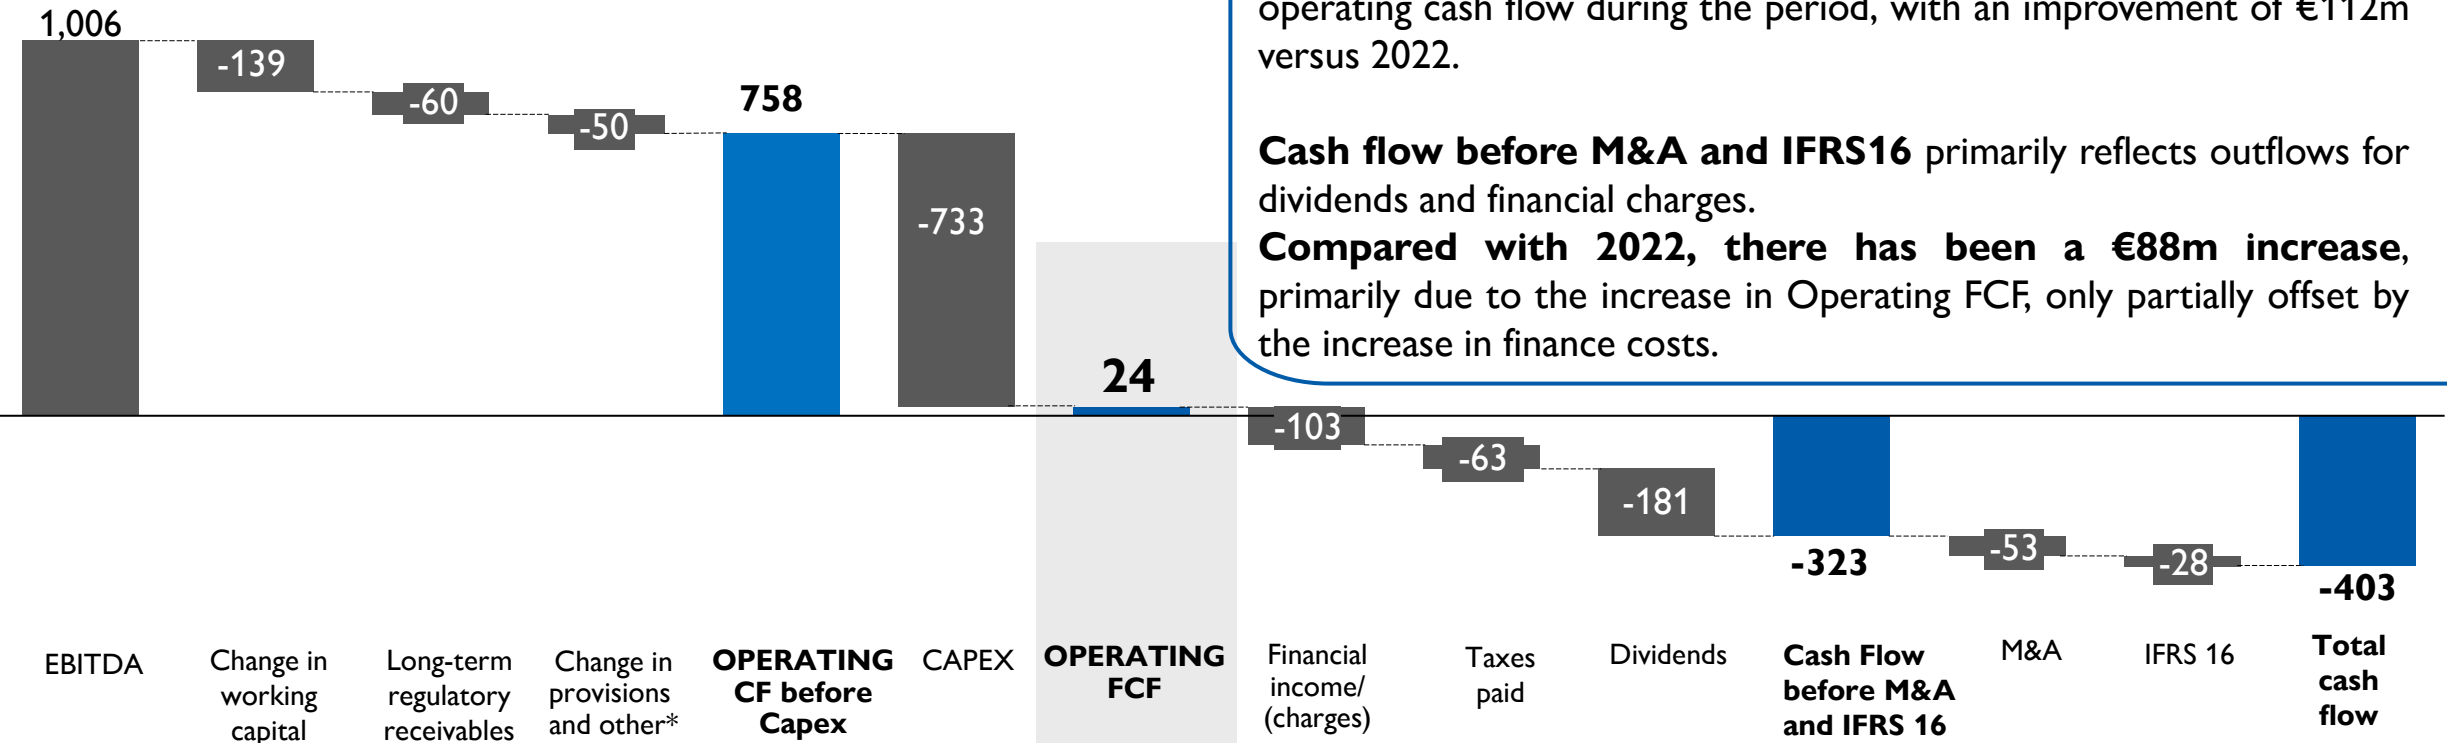 operating cash flow during the period, with an improvement of €112m
versus 2022.
Cash flow before M&A and IFRS16 primarily reflects outflows for
dividends and financial charges.
Compared with 2022, there has been a €88m increase,
primarily due to the increase in Operating FCF, only partially offset by
the increase in finance costs.
1,006
-139
-60
-50
758
-733
24
-103
-63
-181
-323
-53
-28
-403
EBITDA
Change in
working
capital
Long-term
regulatory
receivables
Change in
provisions
and other*
OPERATING
CF before
Capex
CAPEX
OPERATING
FCF
Financial
income/
(charges)
Taxes
paid
Dividends
Cash Flow
before M&A
and IFRS 16
M&A
IFRS 16
Total
cash
flow